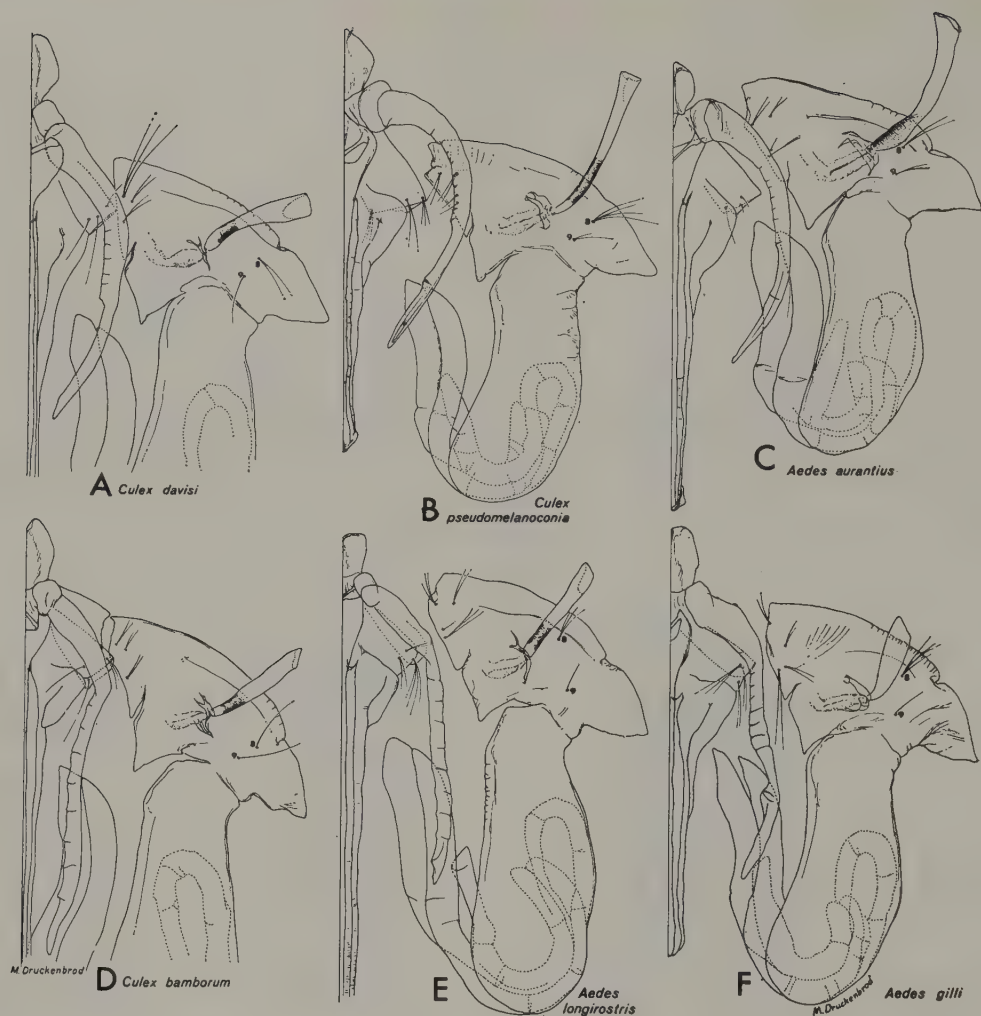 A Culex davisi
B Culex
pseudomelanoconia
C Aedes aurantius
M. Druckenbrod
D Culex bamborum
E Aedes
longirostris
F Aedes gilli
M. Druckenbrod